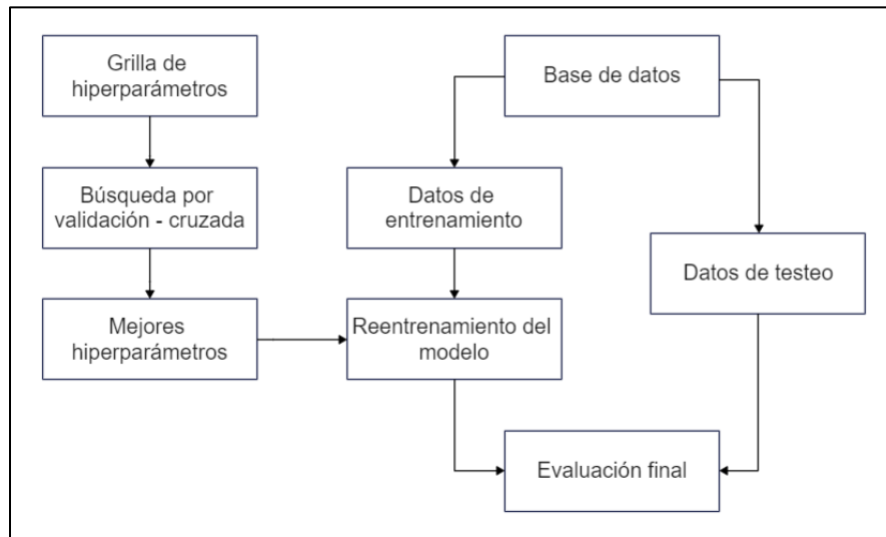 Grilla de
hiperparámetros
Base de datos
Búsqueda por
validación - cruzada
Datos de
entrenamiento
Datos de testeo
Mejores
hiperparámetros
Reentrenamiento del
modelo
Evaluación final